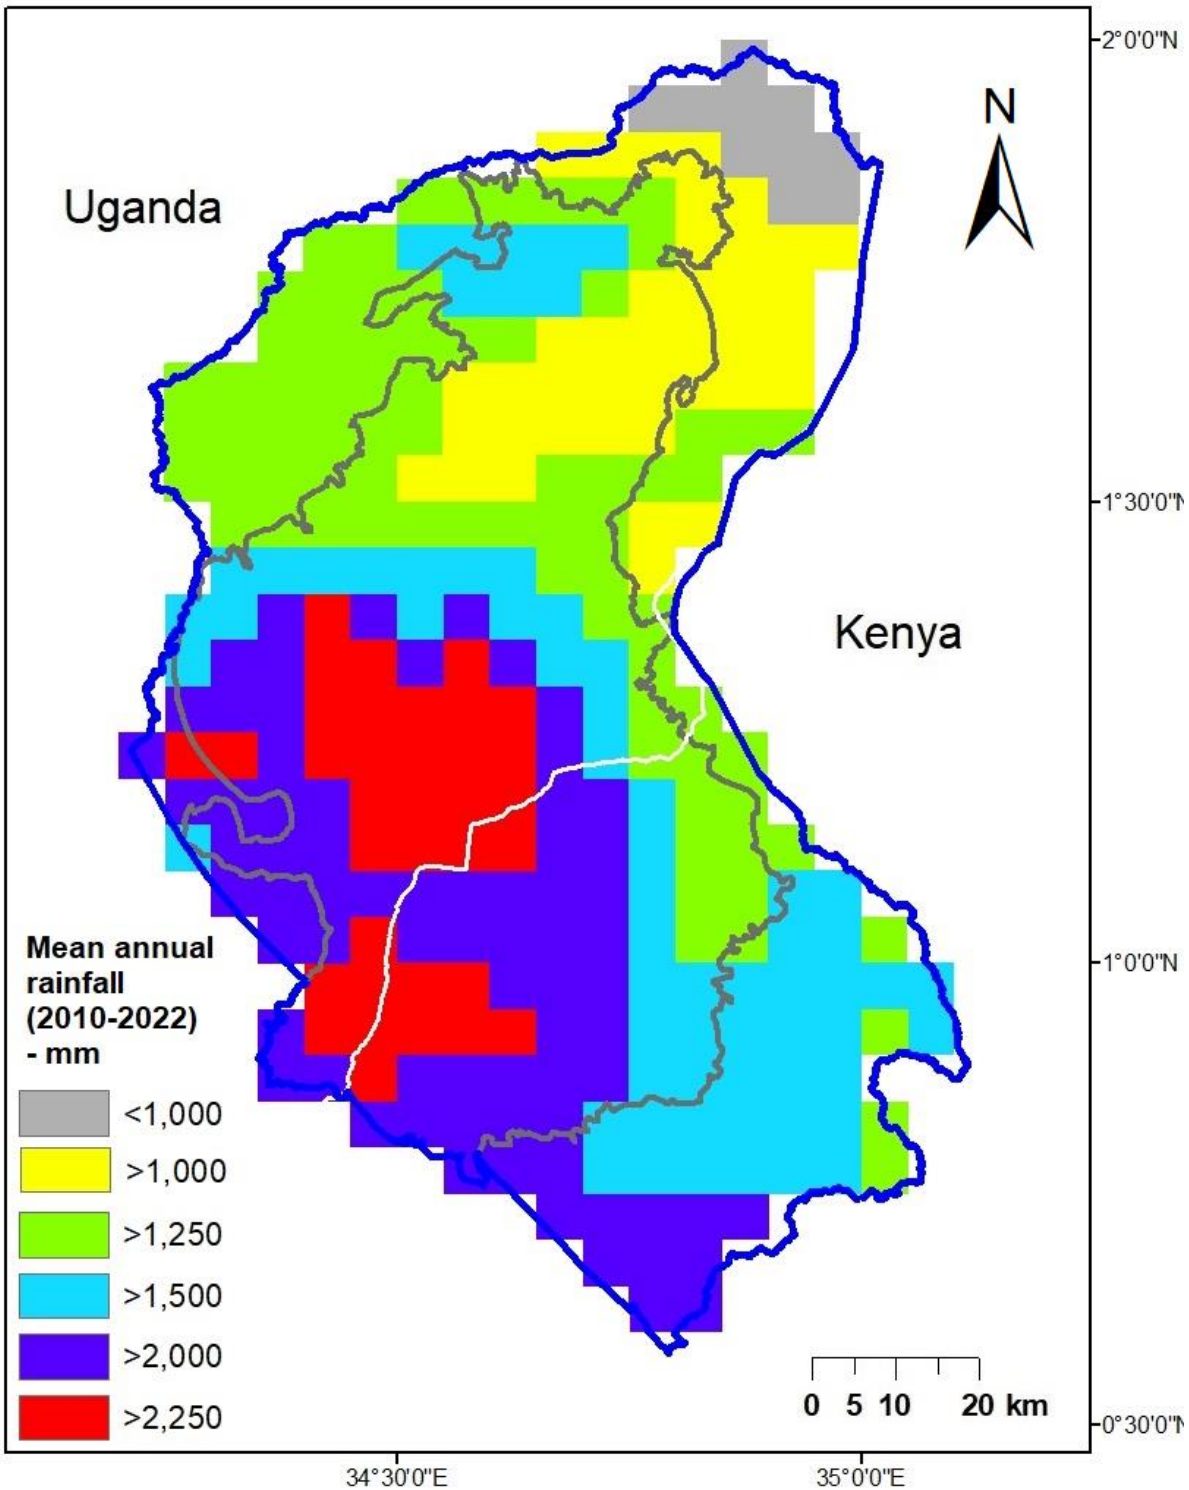 2°0'0"N
N
Uganda
1°30'0"N
Kenya
Mean annual
rainfall
(2010-2022)
- mm
1°0'0"N
<1,000
>1,000
>1,250
>1,500
>2,000
>2,250
0 5 10 20 km
0°30'0"N
34°30'0"E 35°0'0"E